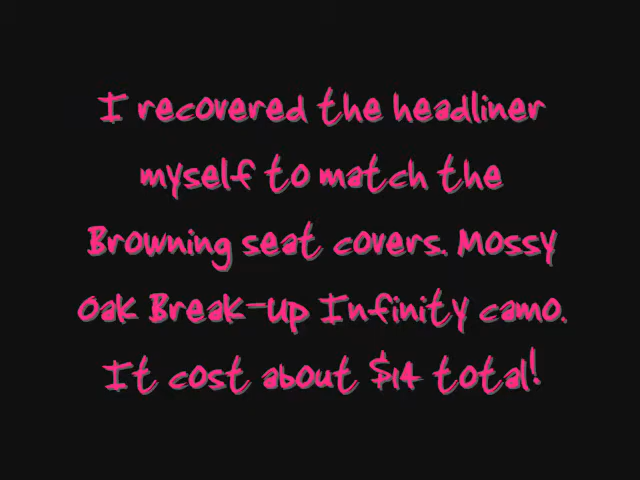 I recovered the headliner
myself to match the
Browning seat covers. Mossy
Oak Break-Up Infinity camo.
It cost about $14 total!